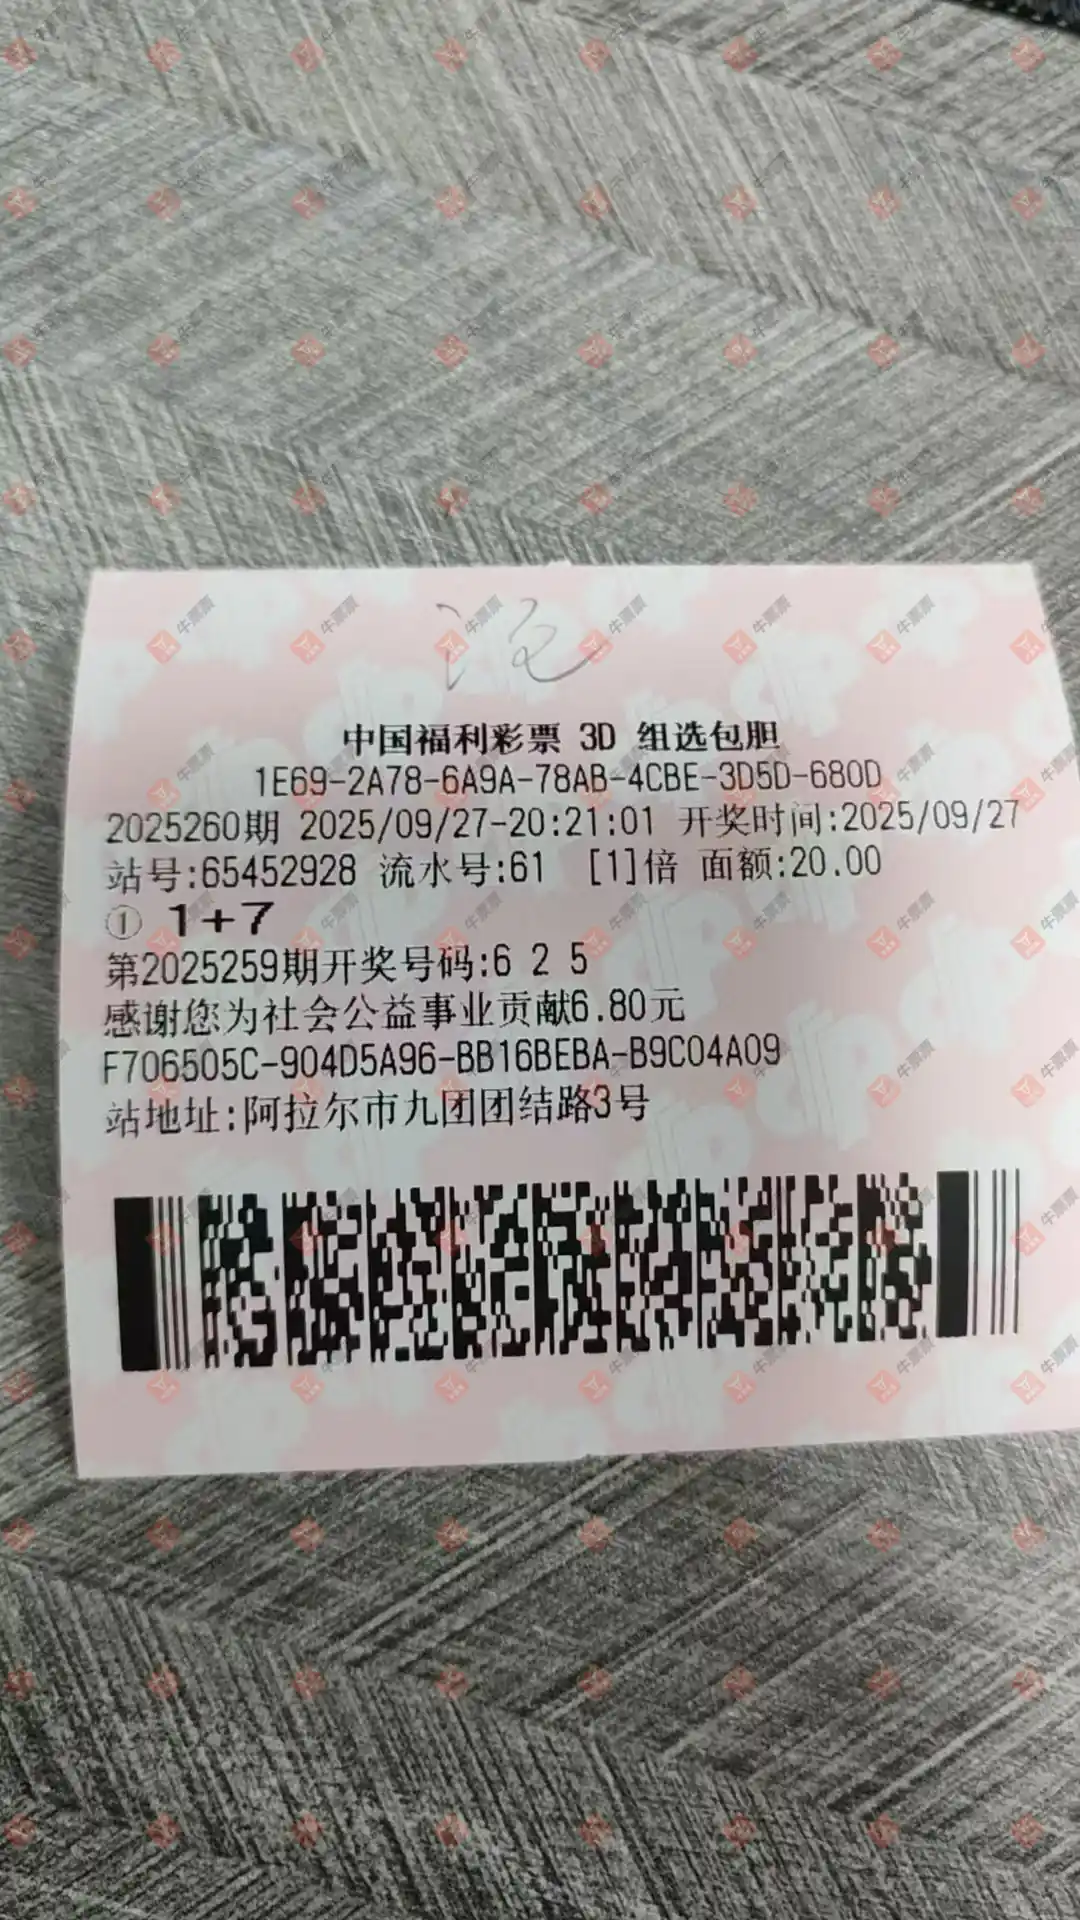 中国福利彩票 3D 组选包胆
1E69-2A78-6A9A-78AB-4CBE-3D5D-680D
2025260期 2025/09/27-20:21:01 开奖时间:2025/09/27
站号:65452928 流水号:61 [1]倍 面额:20.00
① 1+7
第2025259期开奖号码:6 2 5
感谢您为社会公益事业贡献6.80元
F706505C-904D5A96-BB16BEBA-B9C04A09
站地址:阿拉尔市九团团结路3号
牛票票